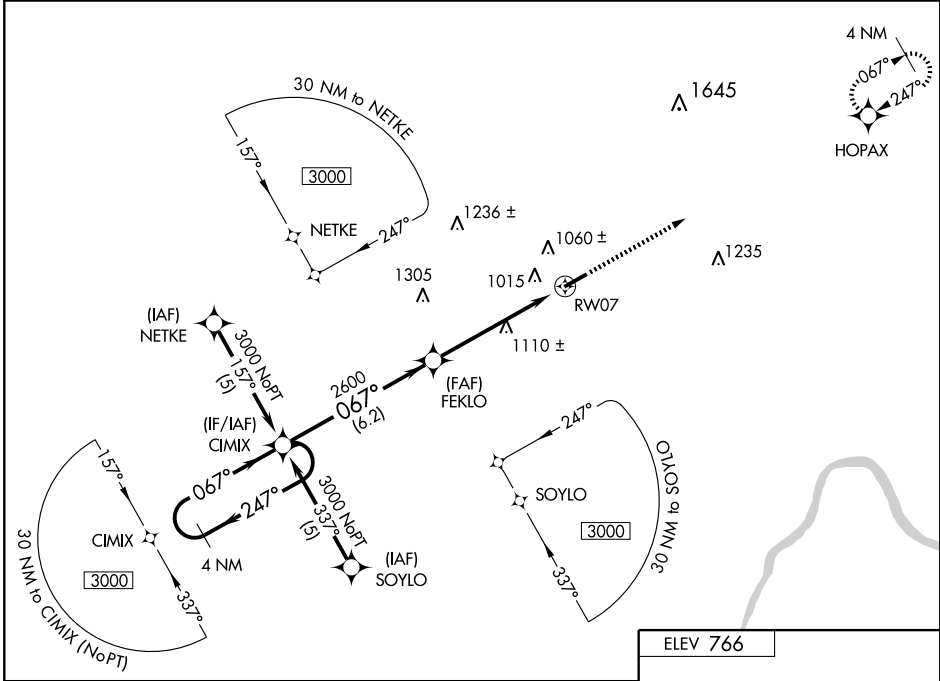 4 NM
067°
247°
HOPAX
1645
30 NM to NETKE
157°
3000
NETKE
247°
1236 ±
1060 ±
1235
1305
1015
RW07
1110 ±
(IAF)
NETKE
3000 NoPT
157°
(5)
2600
067°
(6.2)
(FAF)
FEKLO
(IF/IAF)
CIMIX
067°
247°
4 NM
3000 NoPT
337°
(5)
(IAF)
SOYLO
157°
CIMIX
3000
337°
30 NM to CIMIX (NoPT)
247°
SOYLO
3000
337°
30 NM to SOYLO
ELEV 766